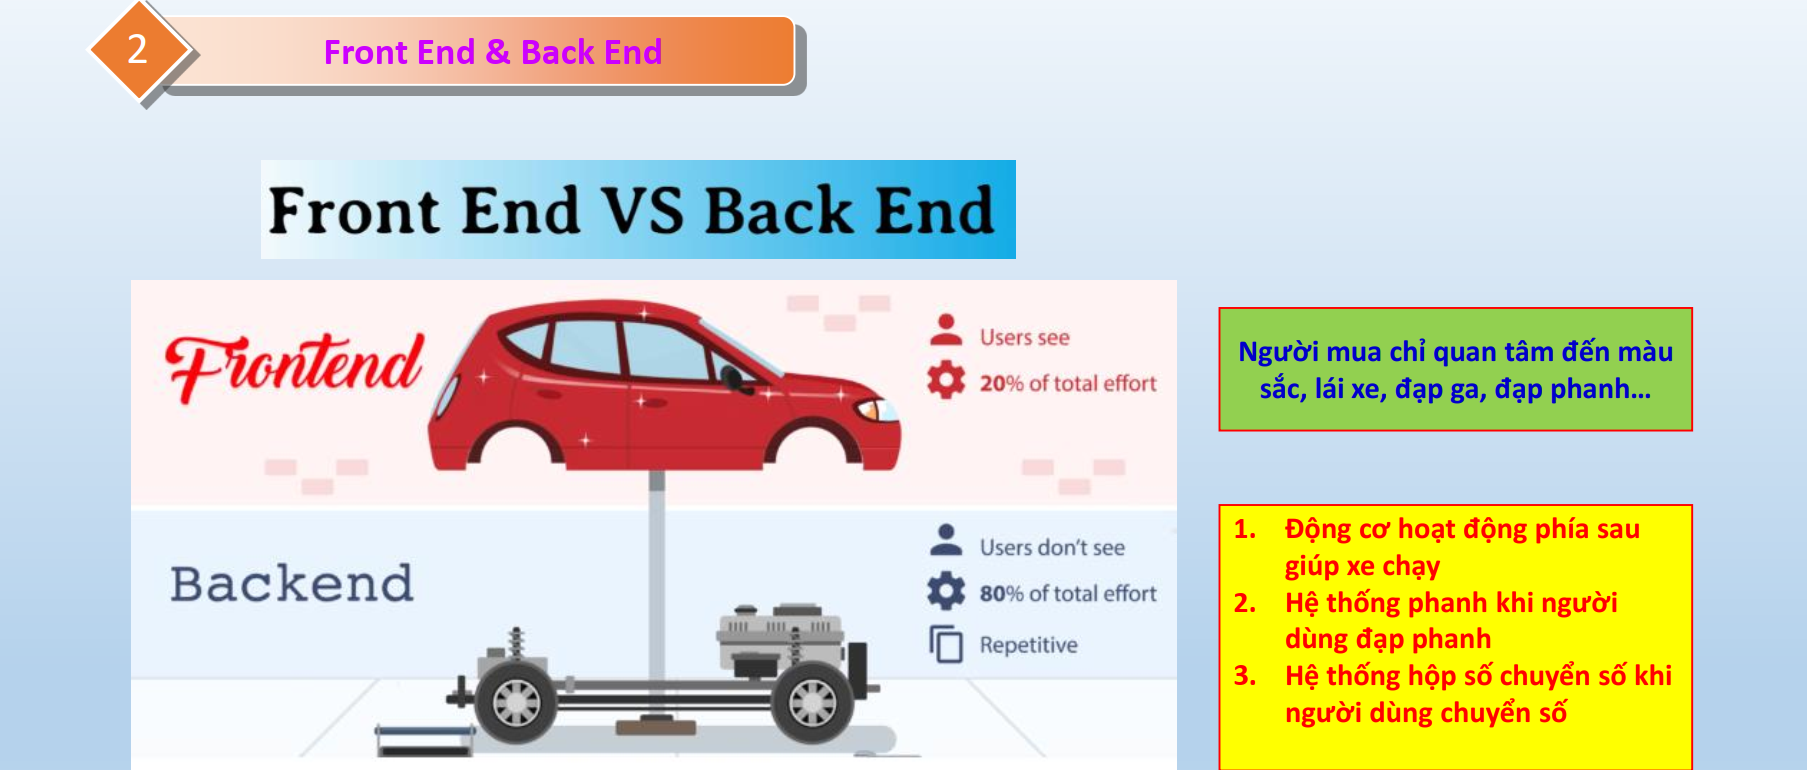 2
Front End & Back End
Front End VS Back End
Frontend
Users see
20% of total effort
Người mua chỉ quan tâm đến màu
sắc, lái xe, đạp ga, đạp phanh...
Backend
Users don't see
80% of total effort
Repetitive
1. Động cơ hoạt động phía sau
giúp xe chạy
2. Hệ thống phanh khi người
dùng đạp phanh
3. Hệ thống hộp số chuyển số khi
người dùng chuyển số